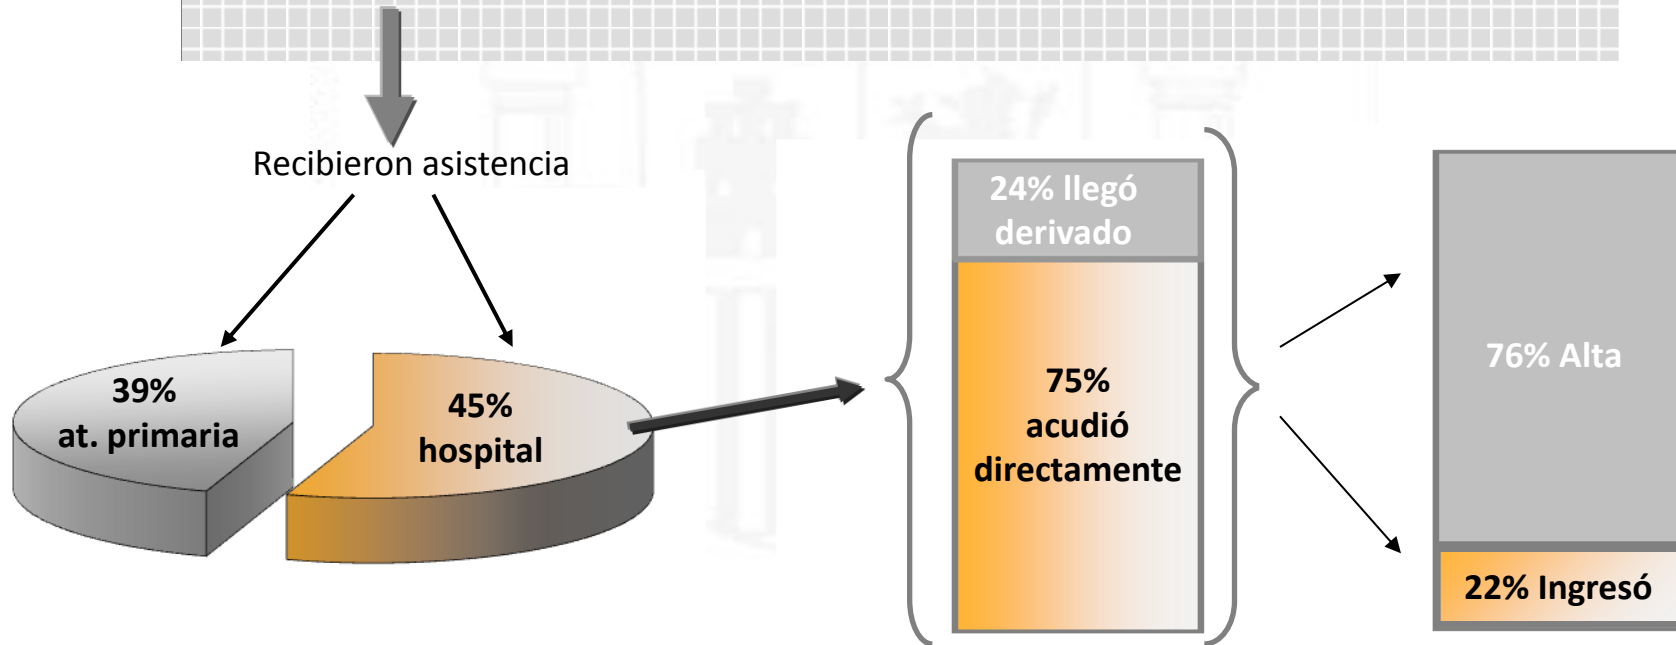 Recibieron asistencia
39%
at. primaria
45%
hospital
24% llegó
derivado
75%
acudió
directamente
76% Alta
22% Ingresó